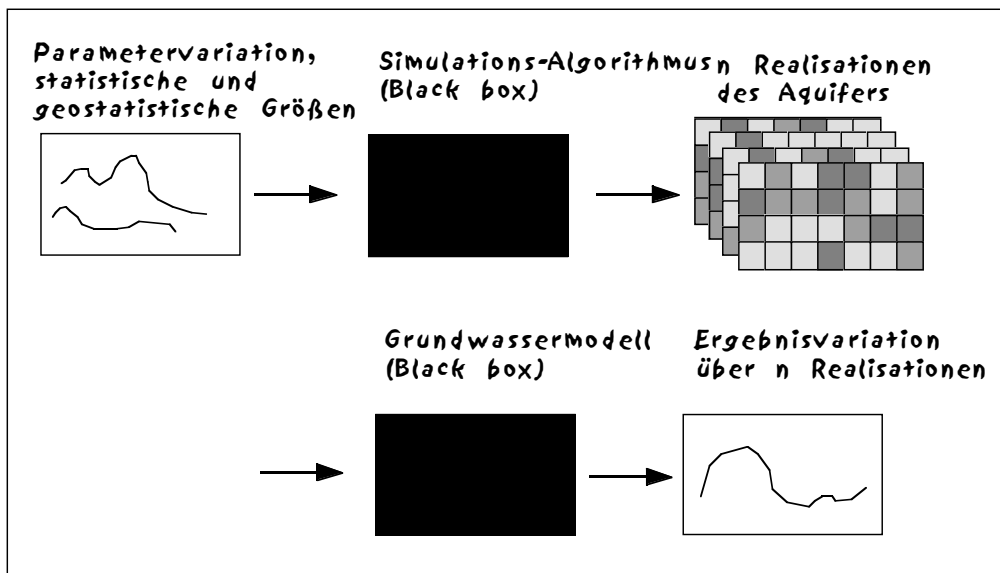 Parametervariation,
statistische und
geostatistische Größen
Simulations-Algorithmus
(Black box)
n Realisationen
des Aquifers
Grundwassermodell
(Black box)
Ergebnisvariation
über n Realisationen